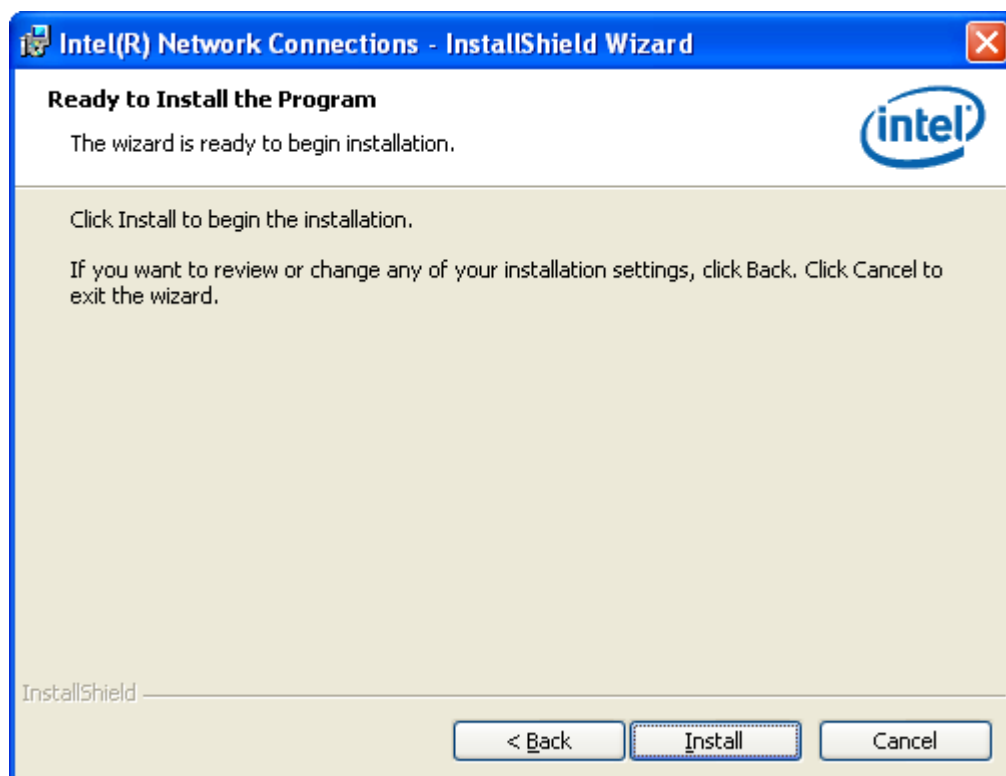 Intel(R) Network Connections - InstallShield Wizard
Ready to Install the Program
The wizard is ready to begin installation.
intel
Click Install to begin the installation.
If you want to review or change any of your installation settings, click Back. Click Cancel to
exit the wizard.
InstallShield
< Back
Install
Cancel